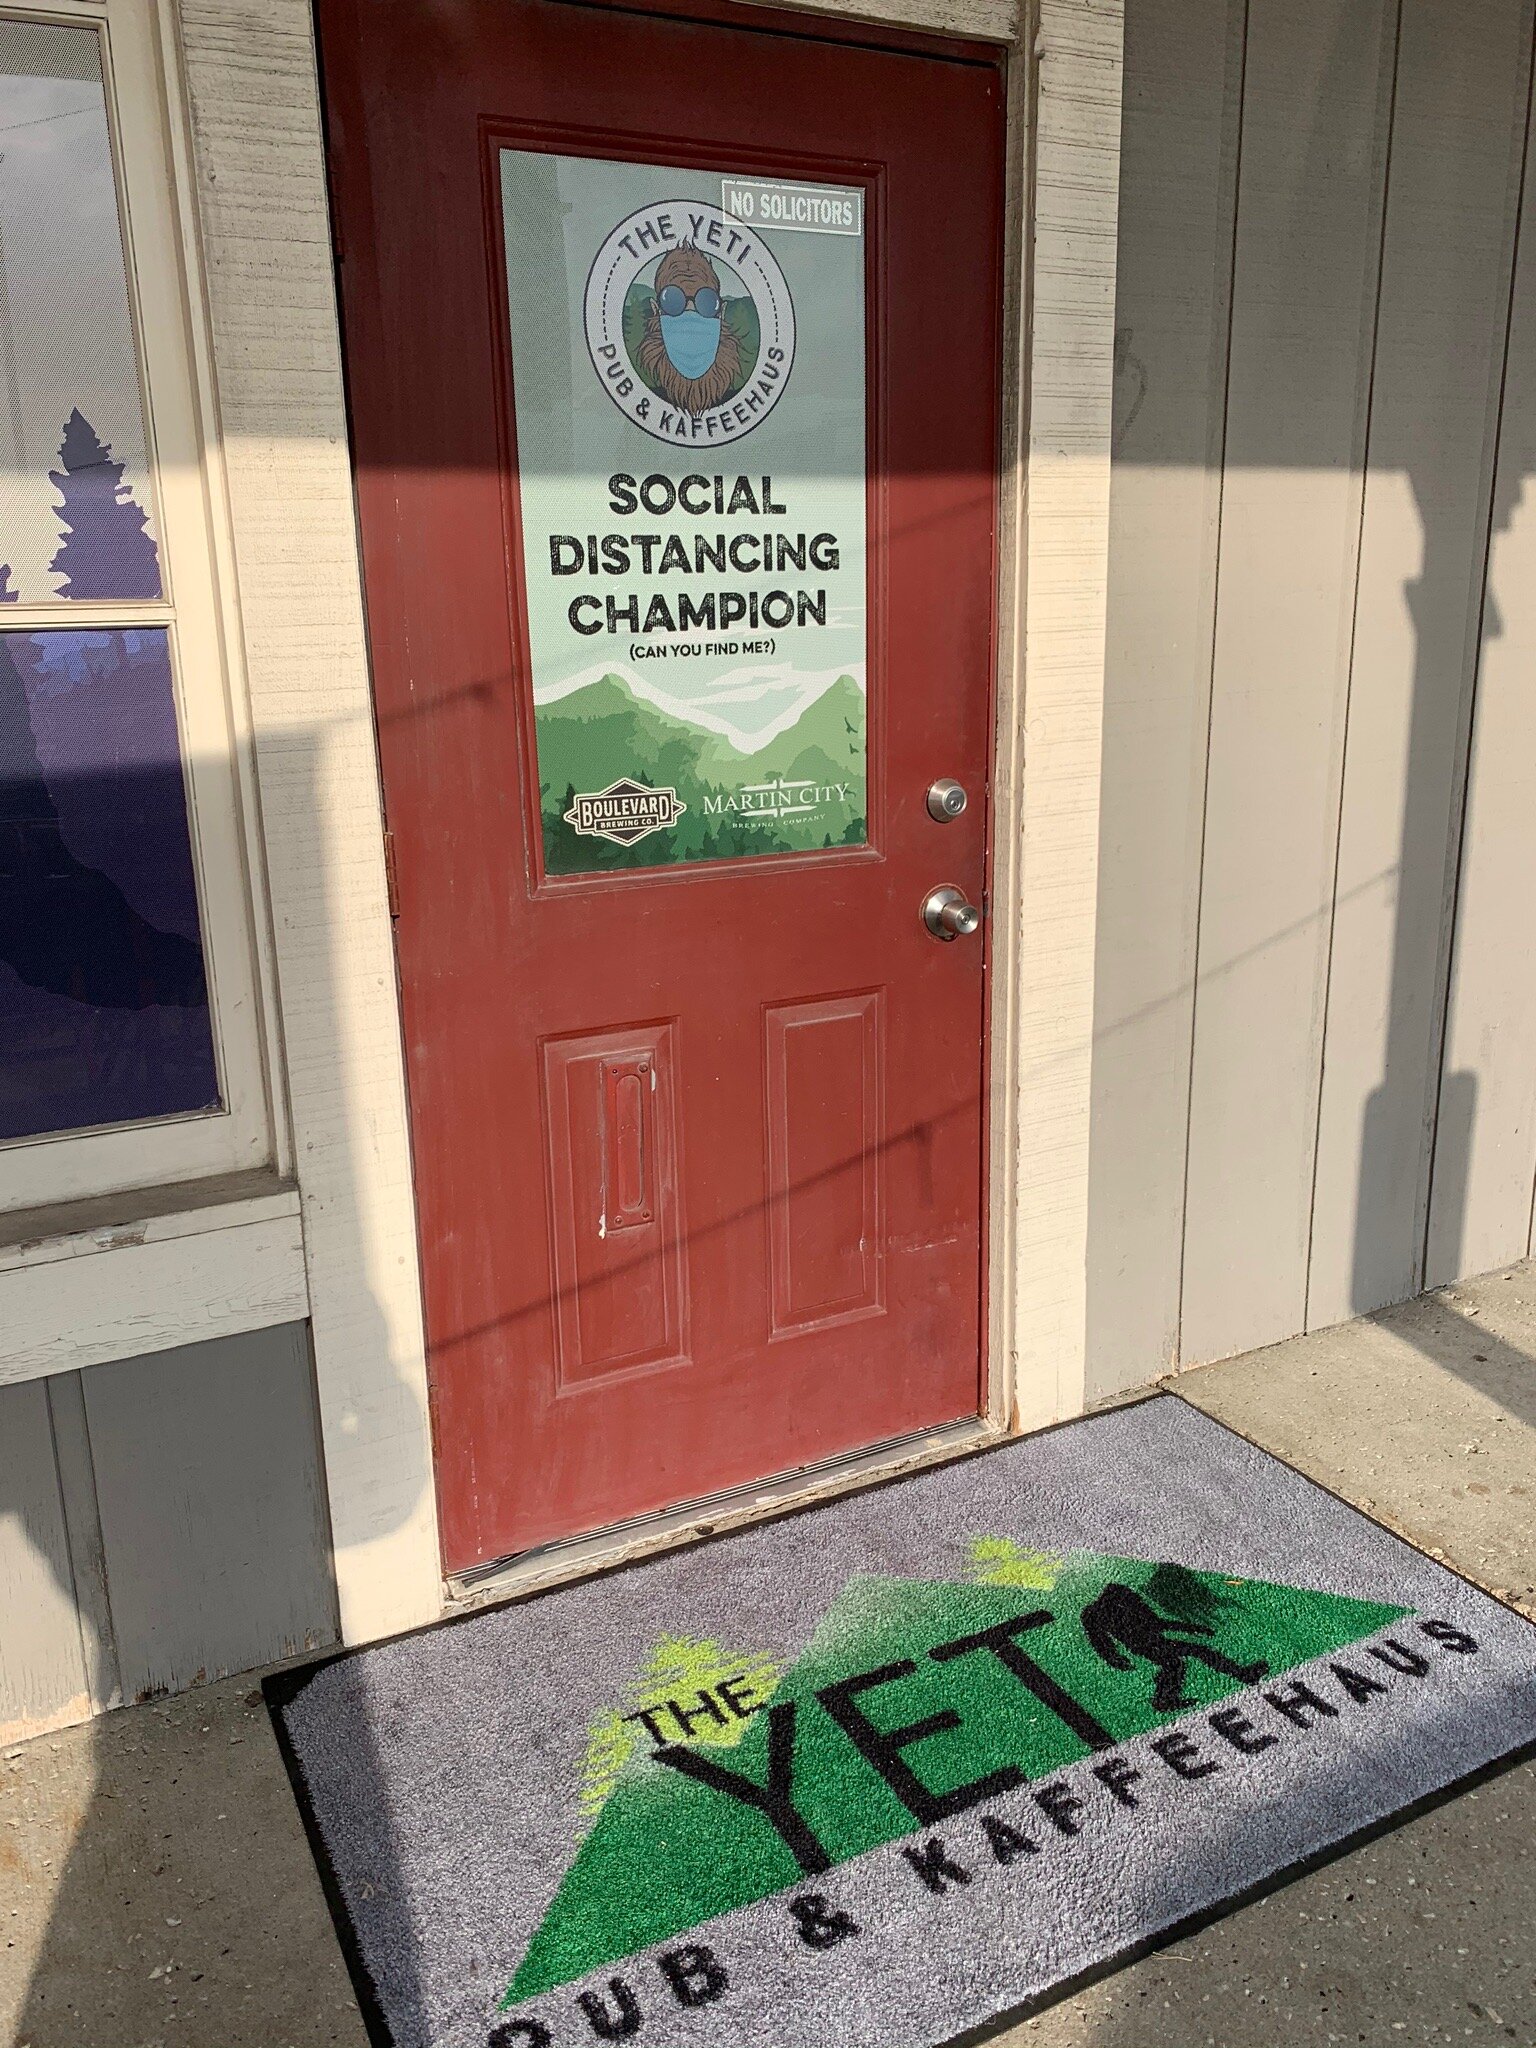 NO SOLICITORS
THE YETI
PUB & KAFFEEHAUS
SOCIAL
DISTANCING
CHAMPION
(CAN YOU FIND ME?)
BOULEVARD
BREWING CO.
MARTIN CITY
BREWING COMPANY
THE
YET
PUB & KAFFEEHAUS